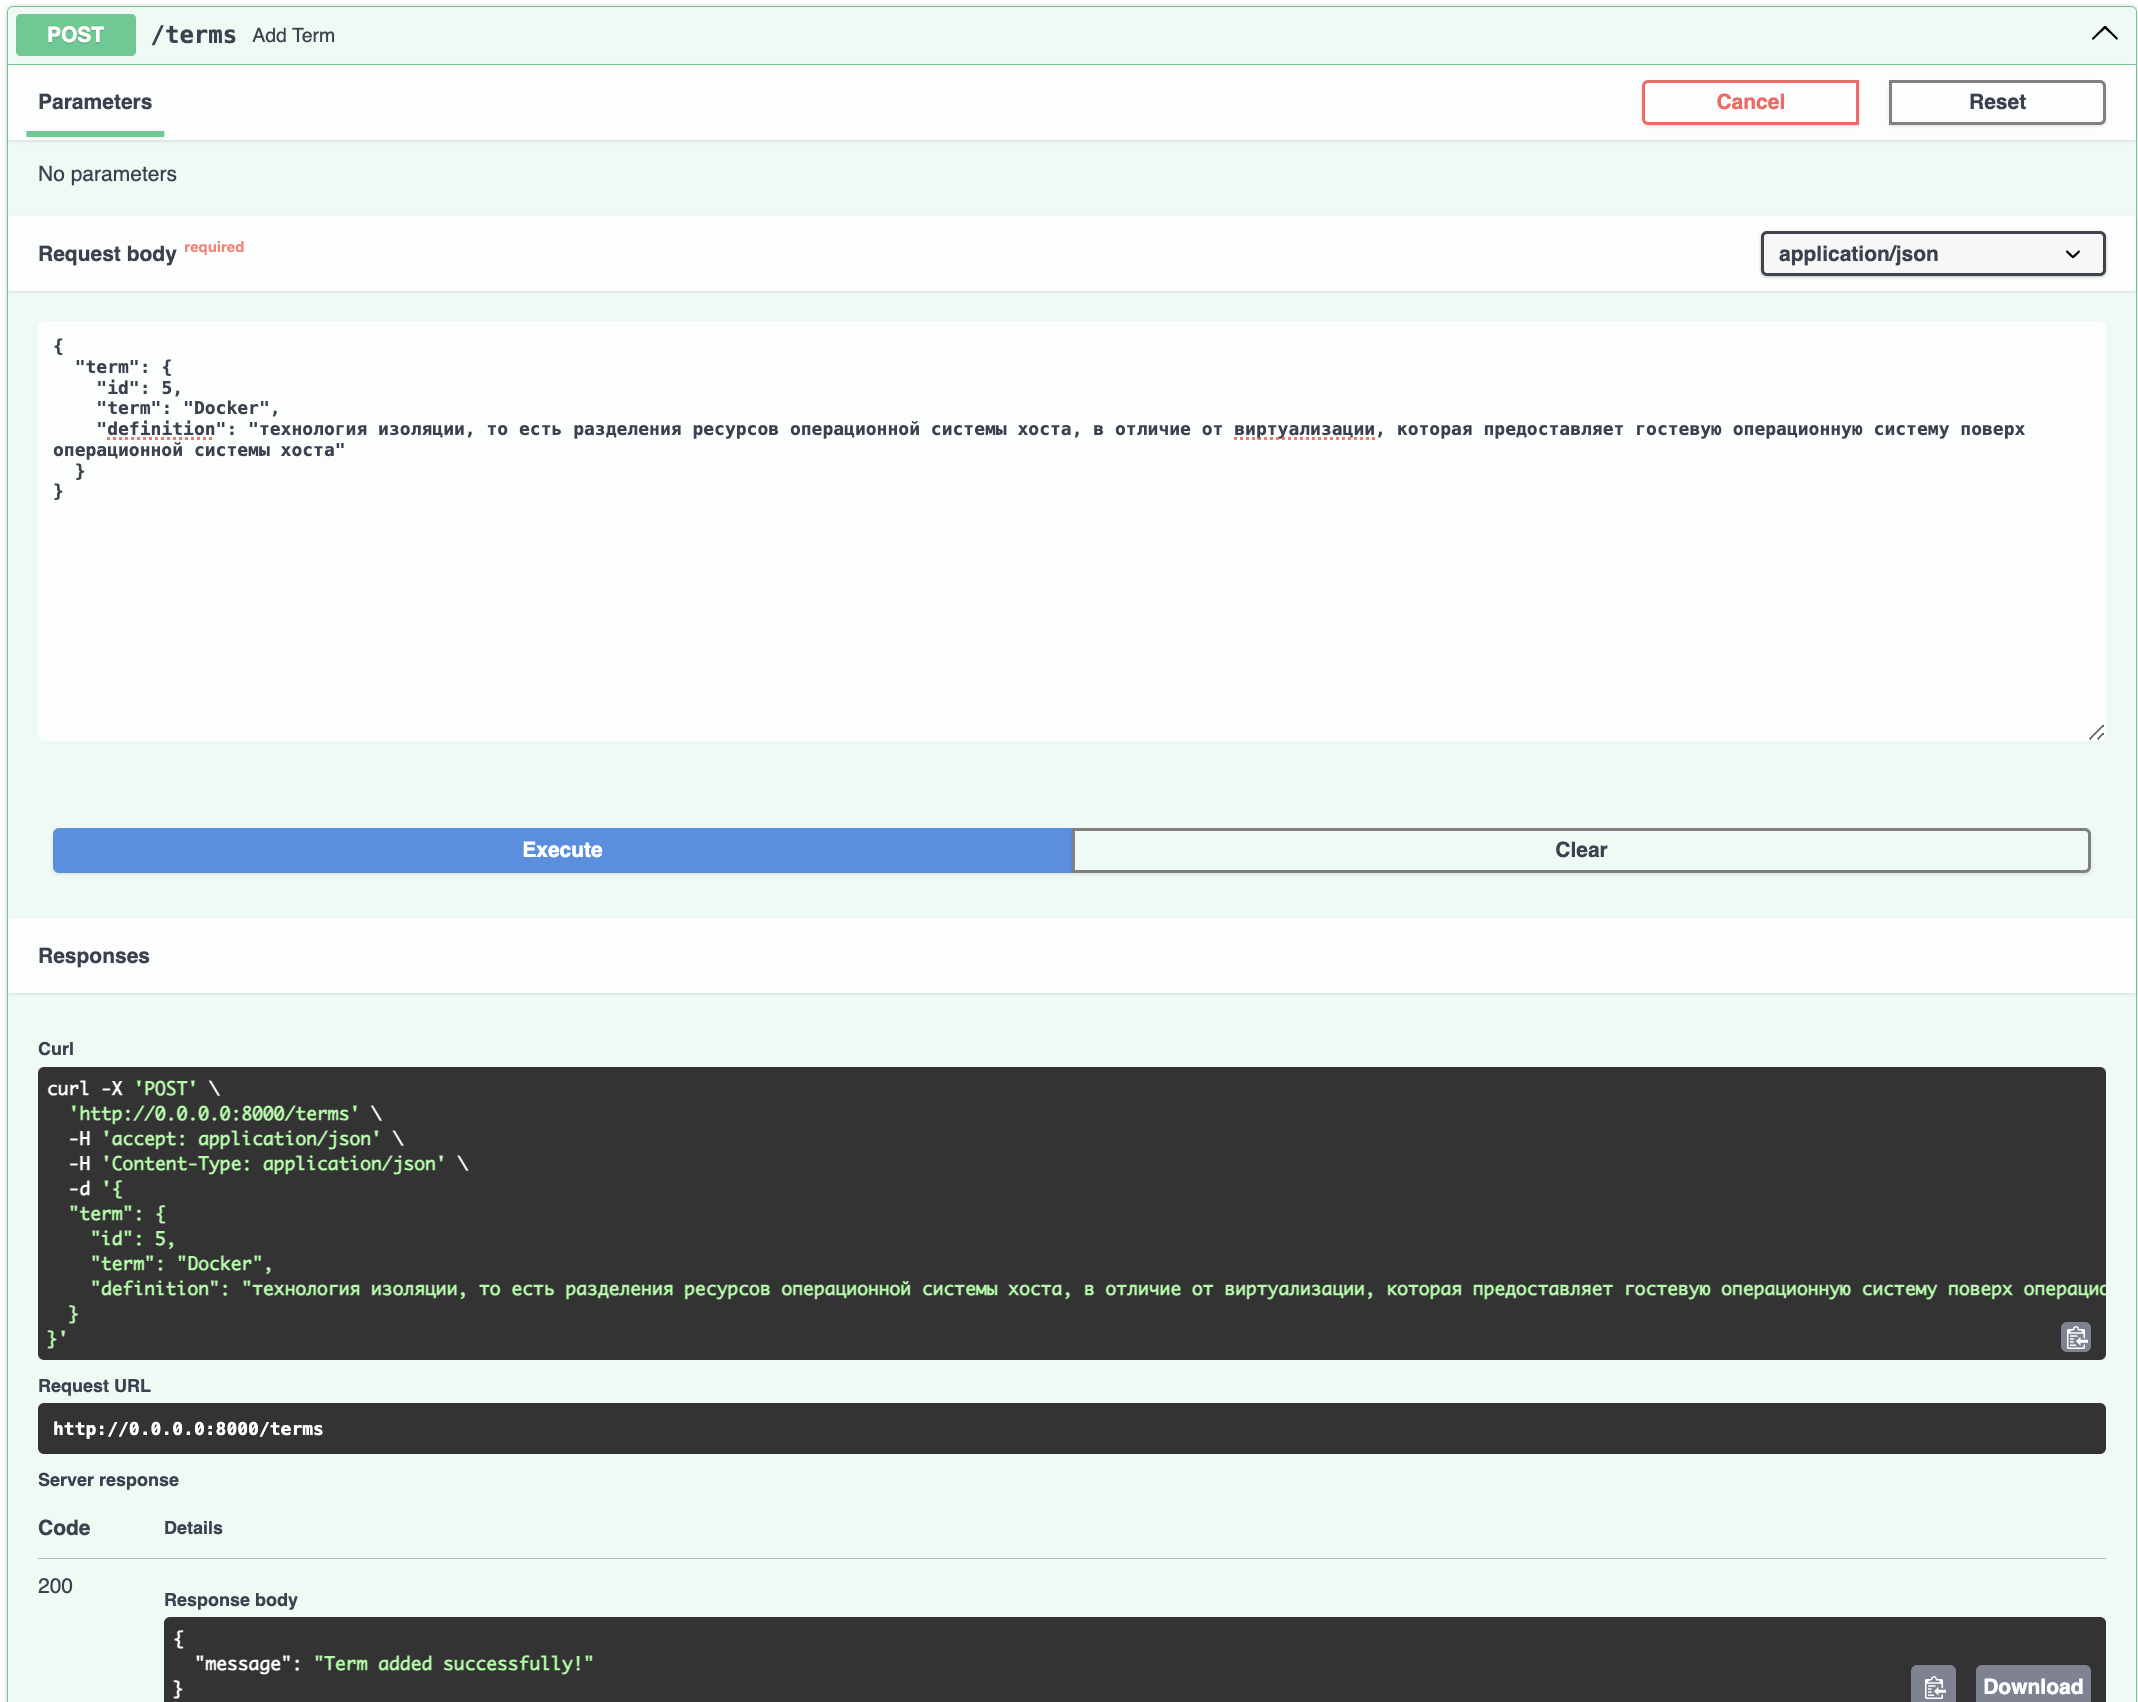 POST /terms Add Term
Parameters
Cancel
Reset
No parameters
Request body required
application/json
{
  "term": {
    "id": 5,
    "term": "Docker",
    "definition": "технология изоляции, то есть разделения ресурсов операционной системы хоста, в отличие от виртуализации, которая предоставляет гостевую операционную систему поверх
операционной системы хоста"
  }
}
Execute
Clear
Responses
Curl
curl -X 'POST' \
  'http://0.0.0.0:8000/terms' \
  -H 'accept: application/json' \
  -H 'Content-Type: application/json' \
  -d '{
  "term": {
    "id": 5,
    "term": "Docker",
    "definition": "технология изоляции, то есть разделения ресурсов операционной системы хоста, в отличие от виртуализации, которая предоставляет гостевую операционную систему поверх операцис
  }
}'
Request URL
http://0.0.0.0:8000/terms
Server response
Code
Details
200
Response body
{
  "message": "Term added successfully!"
}
Download